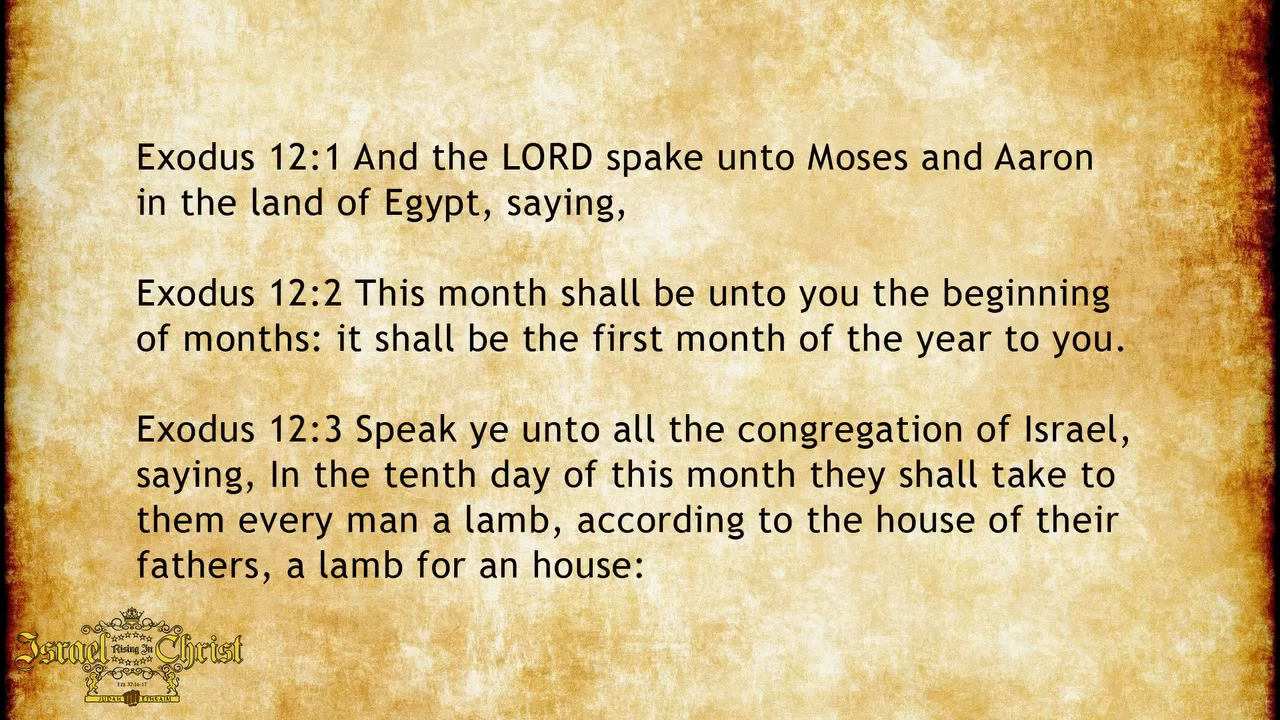 Exodus 12:1 And the LORD spake unto Moses and Aaron
in the land of Egypt, saying,
Exodus 12:2 This month shall be unto you the beginning
of months: it shall be the first month of the year to you.
Exodus 12:3 Speak ye unto all the congregation of Israel,
saying, In the tenth day of this month they shall take to
them every man a lamb, according to the house of their
fathers, a lamb for an house:
Israel Rising In Christ
JUDAH EPHRAIM